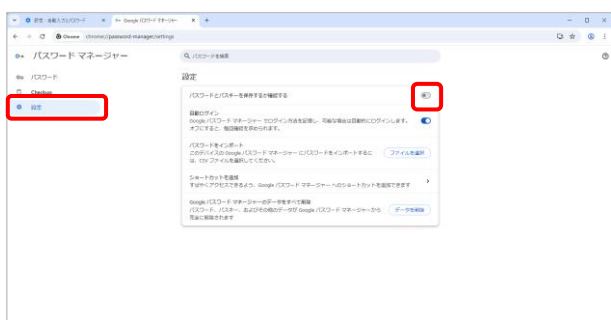 設定 - 自動入力とパスワード
Google パスワード マネージャー
Chrome chrome://password-manager/settings
パスワード マネージャー
パスワードを検索
パスワード
Checkup
設定
設定
パスワードとパスキーを保存するか確認する
自動ログイン
Google パスワード マネージャー でログイン方法を記憶し、可能な場合は自動的にログインします。
オフにすると、毎回確認を求められます。
パスワードをインポート
このデバイスの Google パスワード マネージャー にパスワードをインポートするに
は、CSV ファイルを選択してください。
ファイルを選択
ショートカットを追加
すばやくアクセスできるよう、Google パスワード マネージャー へのショートカットを追加できます
Google パスワード マネージャーのデータをすべて削除
パスワード、パスキー、およびその他のデータが Google パスワード マネージャーから
完全に削除されます
データを削除